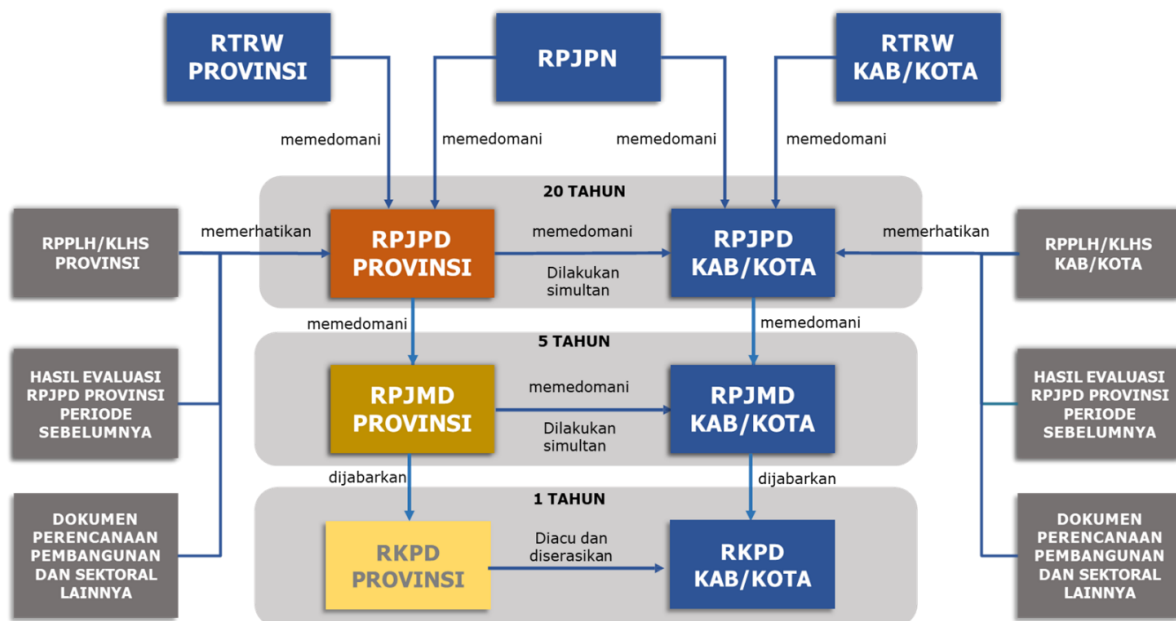 RTRW
PROVINSI
RPJPN
RTRW
KAB/KOTA
memedomani
memedomani
memedomani
memedomani
20 TAHUN
RPPLH/KLHS
PROVINSI
memerhatikan
RPJPD
PROVINSI
memedomani
Dilakukan
simultan
RPJPD
KAB/KOTA
memerhatikan
RPPLH/KLHS
KAB/KOTA
memedomani
memedomani
5 TAHUN
HASIL EVALUASI
RPJPD PROVINSI
PERIODE
SEBELUMNYA
RPJMD
PROVINSI
memedomani
Dilakukan
simultan
RPJMD
KAB/KOTA
HASIL EVALUASI
RPJPD PROVINSI
PERIODE
SEBELUMNYA
dijabarkan
dijabarkan
1 TAHUN
DOKUMEN
PERENCANAAN
PEMBANGUNAN
DAN SEKTORAL
LAINNYA
RKPD
PROVINSI
Diacu dan
diserasikan
RKPD
KAB/KOTA
DOKUMEN
PERENCANAAN
PEMBANGUNAN
DAN SEKTORAL
LAINNYA